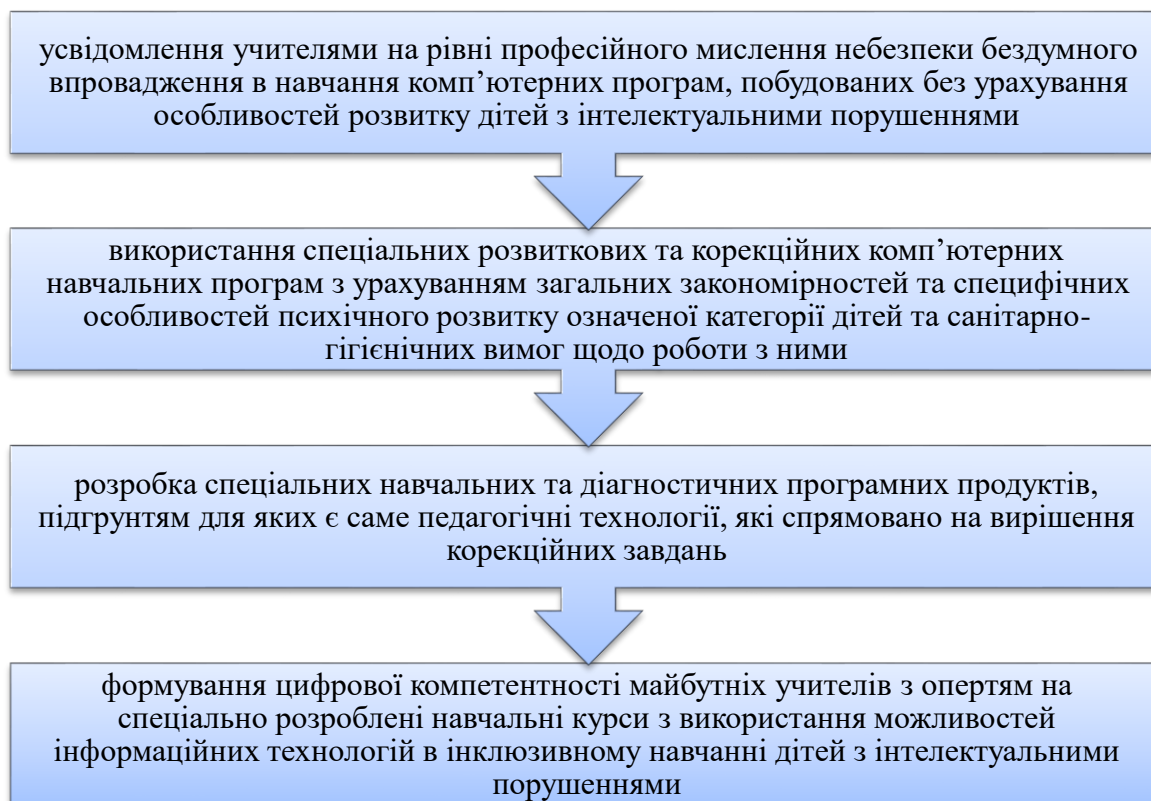 усвідомлення учителями на рівні професійного мислення небезпеки бездумного
впровадження в навчання комп’ютерних програм, побудованих без урахування
особливостей розвитку дітей з інтелектуальними порушеннями
використання спеціальних розвиткових та корекційних комп’ютерних
навчальних програм з урахуванням загальних закономірностей та специфічних
особливостей психічного розвитку означеної категорії дітей та санітарно-
гігієнічних вимог щодо роботи з ними
розробка спеціальних навчальних та діагностичних програмних продуктів,
підгрунтям для яких є саме педагогічні технології, які спрямовано на вирішення
корекційних завдань
формування цифрової компетентності майбутніх учителів з опертям на
спеціально розроблені навчальні курси з використання можливостей
інформаційних технологій в інклюзивному навчанні дітей з інтелектуальними
порушеннями